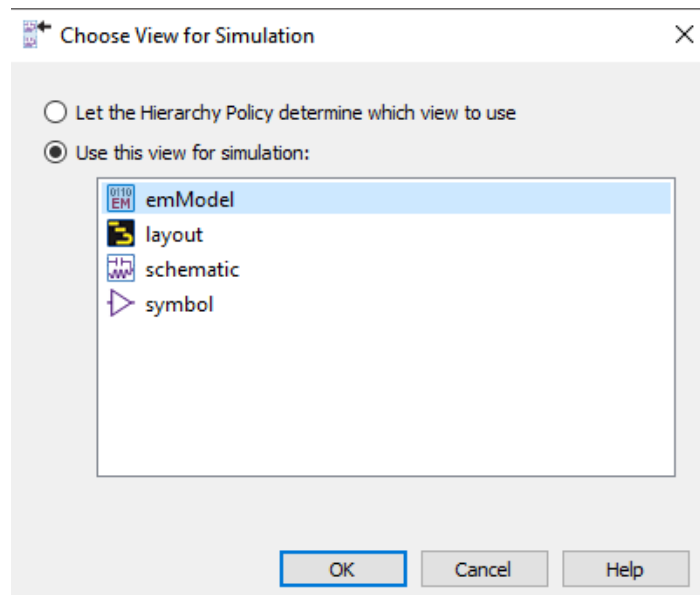 Choose View for Simulation
Let the Hierarchy Policy determine which view to use
Use this view for simulation:
0110
EM
emModel
layout
schematic
symbol
OK
Cancel
Help